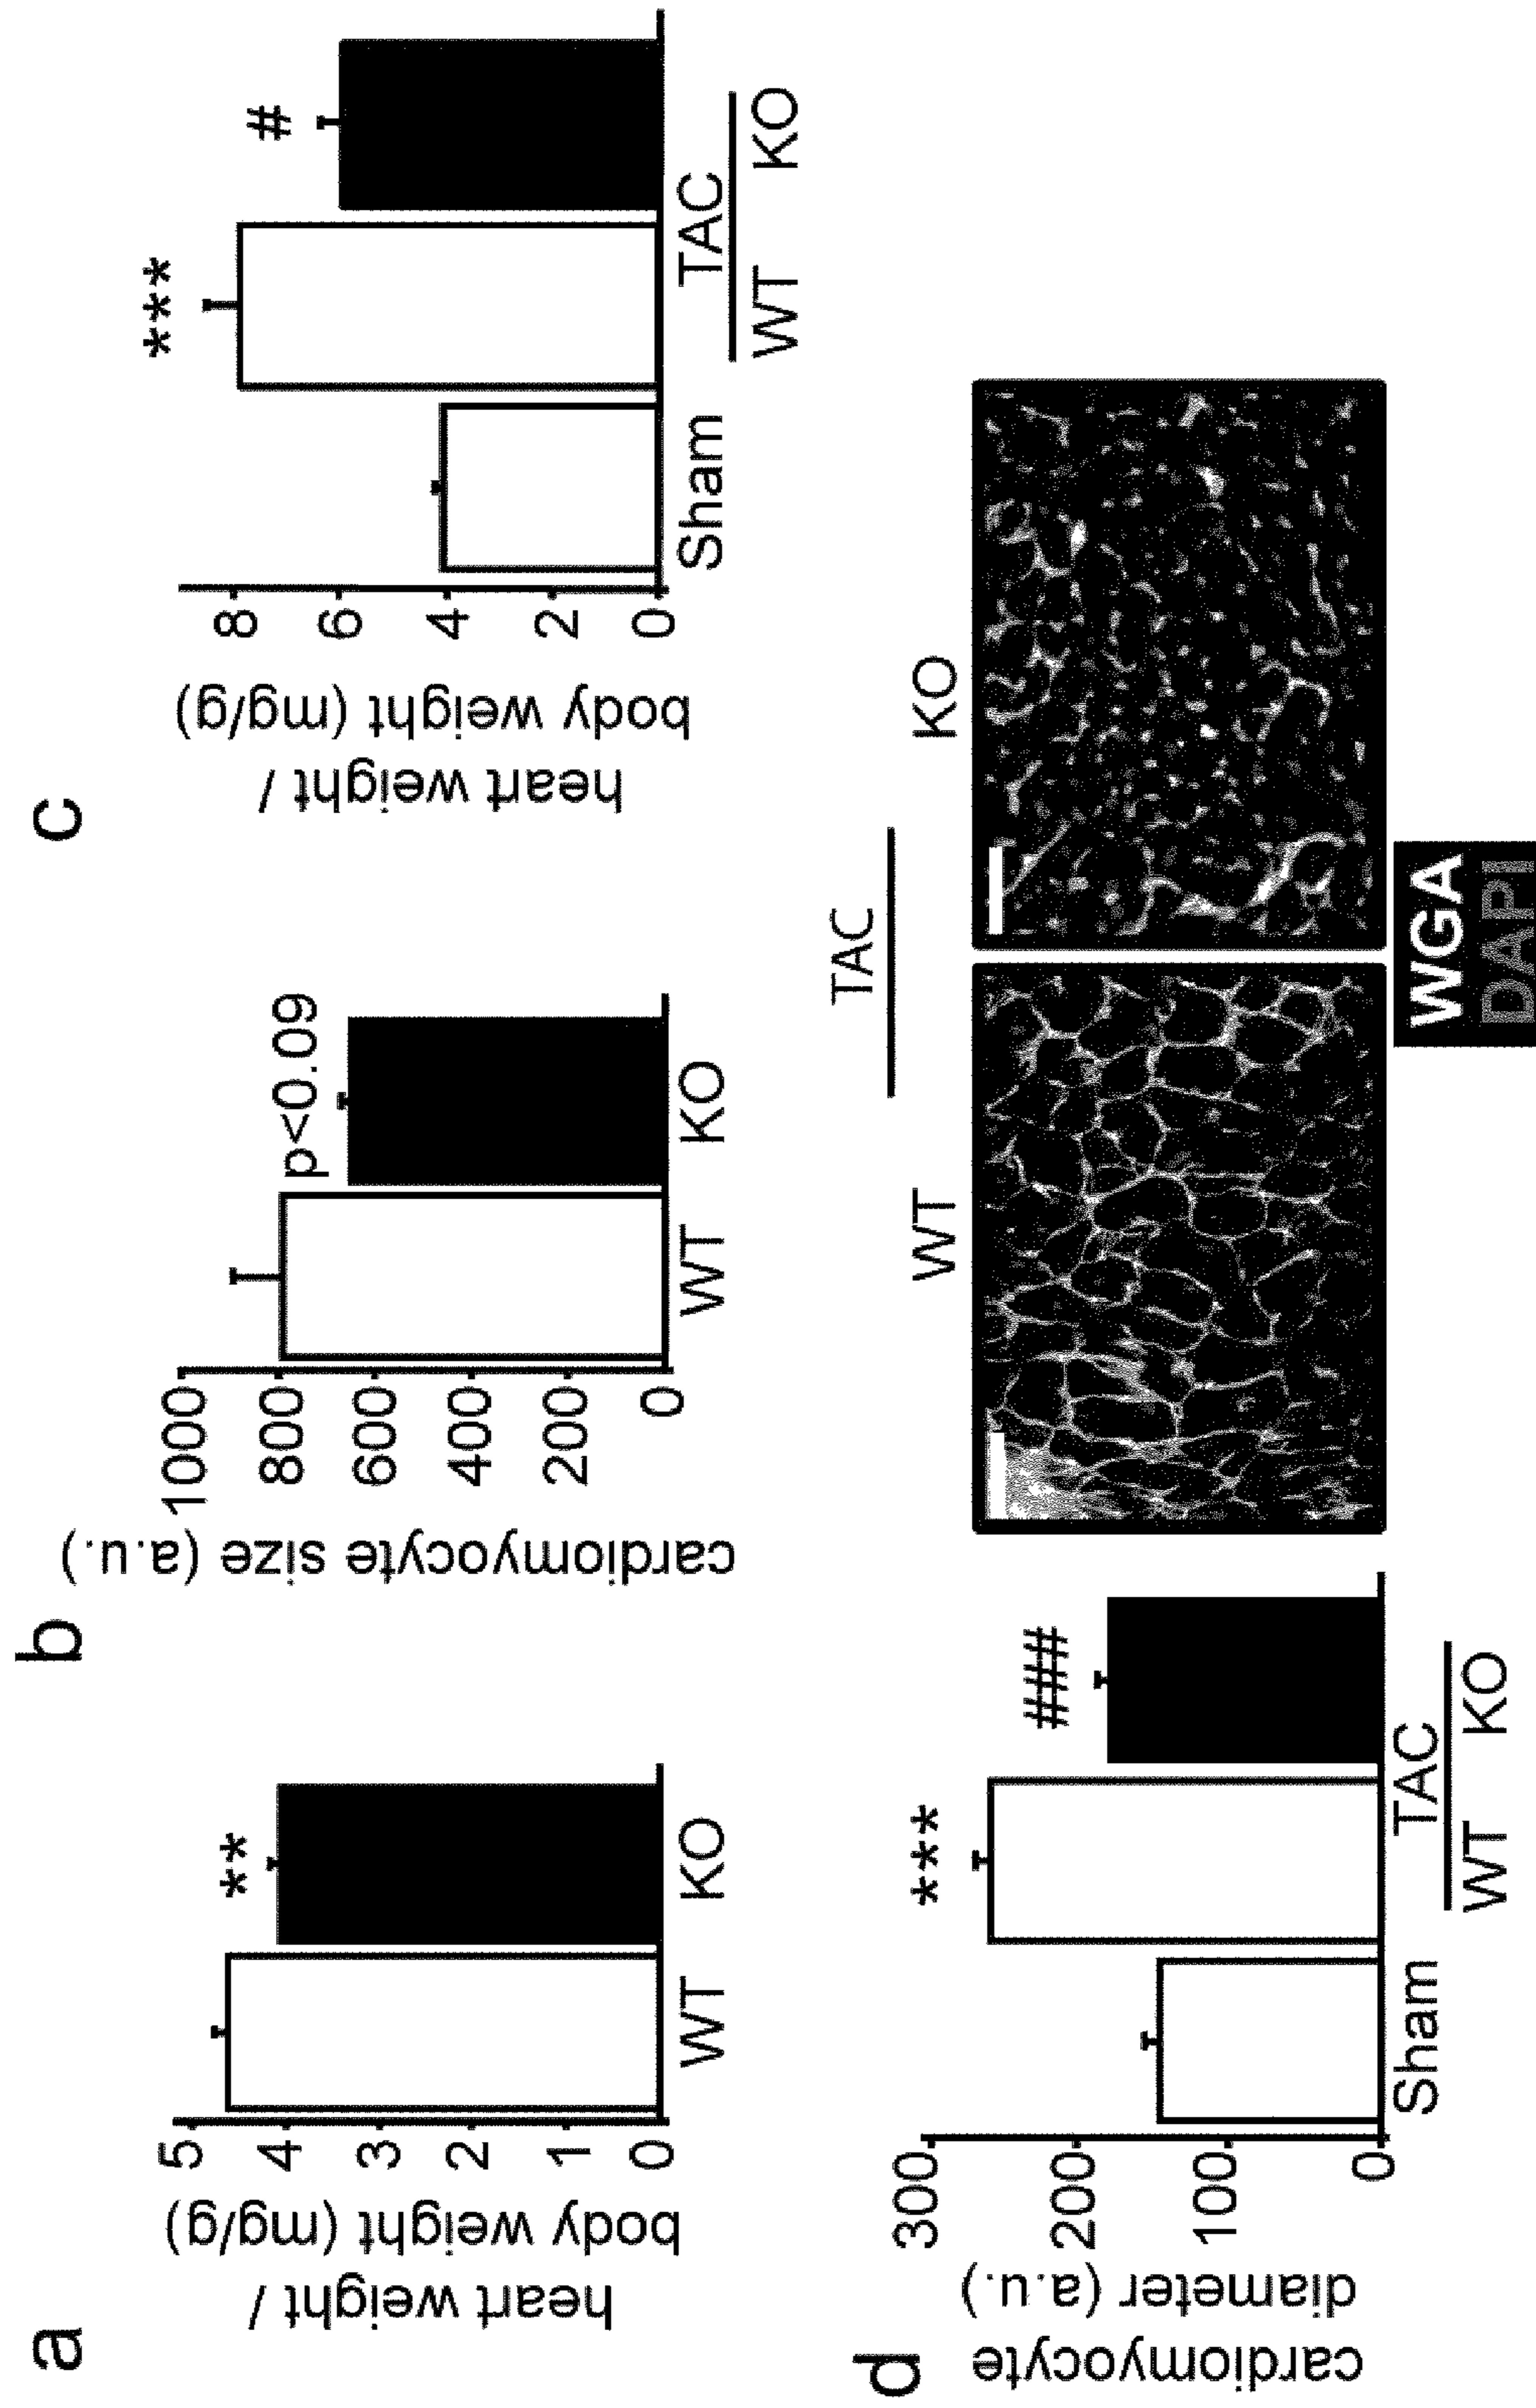 a
heart weight /
body weight (mg/g)
5
4
3
2
1
0
**
WT
KO
b
cardiomyocyte size (a.u.)
1000
800
600
400
200
0
p<0.09
WT
KO
c
heart weight /
body weight (mg/g)
8
6
4
2
0
***
#
Sham
TAC
WT
KO
d
cardiomyocyte
diameter (a.u.)
300
200
100
0
***
###
Sham
TAC
WT
KO
TAC
WT
KO
WGA
DAPI